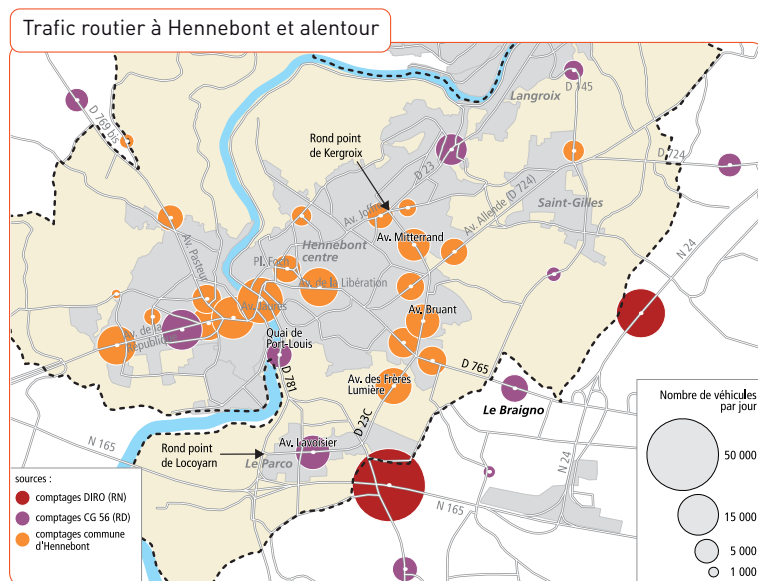 Trafic routier à Hennebont et alentour
Langroix
D 145
D 769 bis
Rond point
de Kergroix
D 23
D 724
Av. Joffre
Av. Allende (D 724)
Saint-Gilles
Av. Pasteur
Hennebont
centre
Av. Mitterrand
N 24
Pl. Foch
Av. de la Libération
Av. Jaurès
Av. Bruant
Av. de la
République
Quai de
Port-Louis
D 781
D 765
Av. des Frères
Lumière
Le Braigno
D 23C
N 165
Rond point
de Locoyarn
Av. Lavoisier
Le Parco
N 24
N 165
sources :
comptages DIRO (RN)
comptages CG 56 (RD)
comptages commune
d'Hennebont
Nombre de véhicules
par jour
50 000
15 000
5 000
1 000